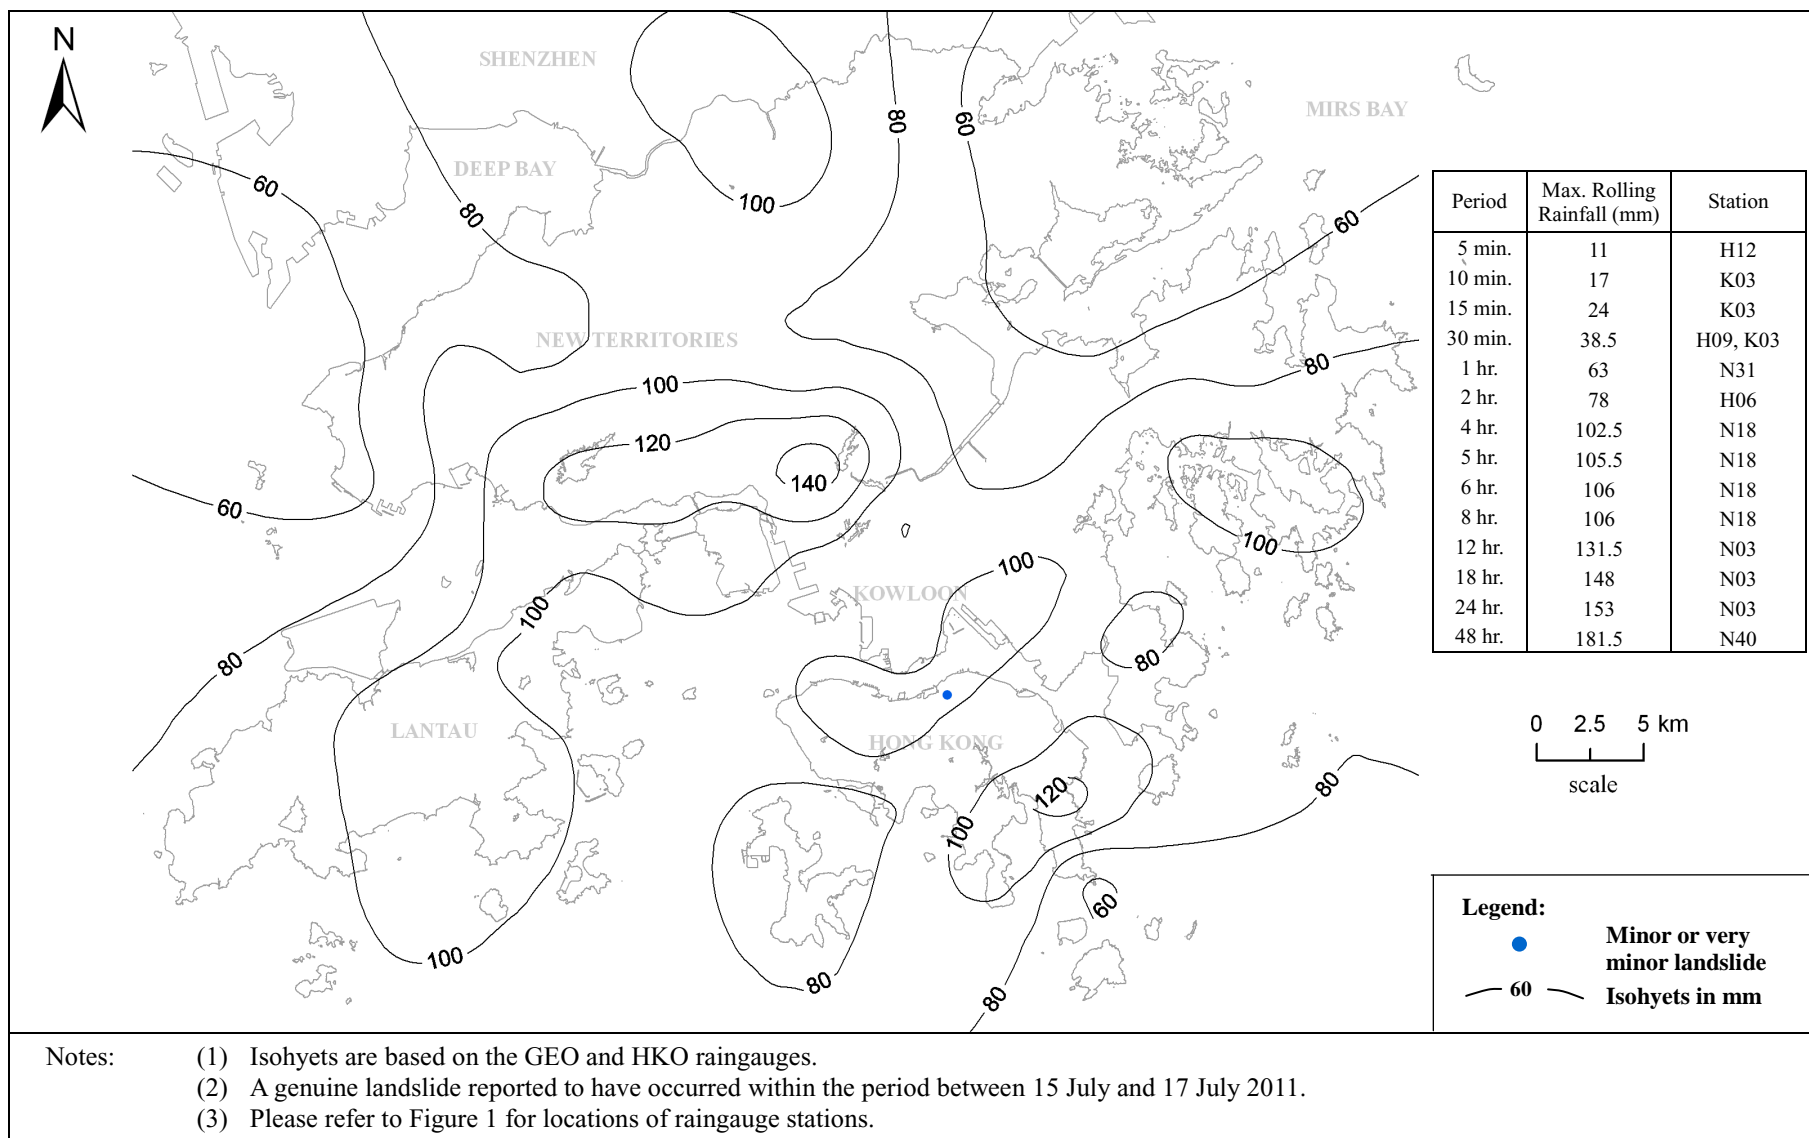 N
SHENZHEN
MIRS BAY
80
60
DEEP BAY
60
80
100
60
NEW TERRITORIES
80
100
120
140
60
100
100
KOWLOON
100
80
80
LANTAU
HONG KONG
120
80
100
60
100
80
80
Period Max. Rolling Rainfall (mm) Station
5 min. 11 H12
10 min. 17 K03
15 min. 24 K03
30 min. 38.5 H09, K03
1 hr. 63 N31
2 hr. 78 H06
4 hr. 102.5 N18
5 hr. 105.5 N18
6 hr. 106 N18
8 hr. 106 N18
12 hr. 131.5 N03
18 hr. 148 N03
24 hr. 153 N03
48 hr. 181.5 N40
0 2.5 5 km
scale
Legend:
Minor or very
minor landslide
60 Isohyets in mm
Notes: (1) Isohyets are based on the GEO and HKO raingauges.
(2) A genuine landslide reported to have occurred within the period between 15 July and 17 July 2011.
(3) Please refer to Figure 1 for locations of raingauge stations.